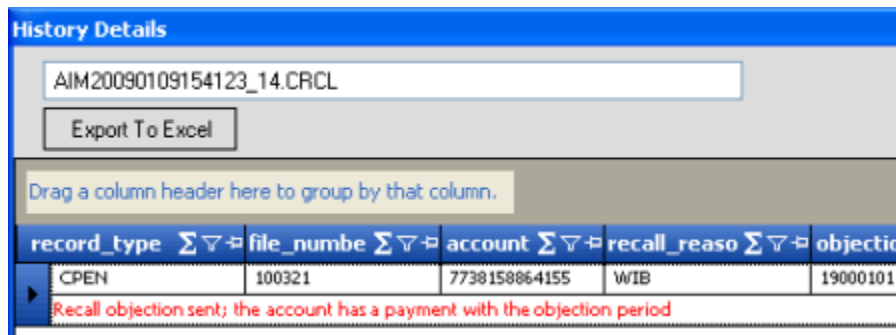 History Details
AIM20090109154123_14.CRCL
Export To Excel
Drag a column header here to group by that column.
record_type Σ file_numbe Σ account Σ recall_reaso Σ objectio
CPEN 100321 7738158864155 WIB 19000101
Recall objection sent; the account has a payment with the objection period